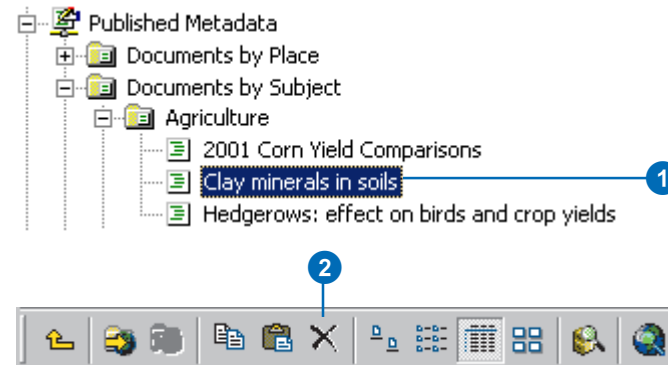 Published Metadata
Documents by Place
Documents by Subject
Agriculture
2001 Corn Yield Comparisons
Clay minerals in soils
1
Hedgerows: effect on birds and crop yields
2